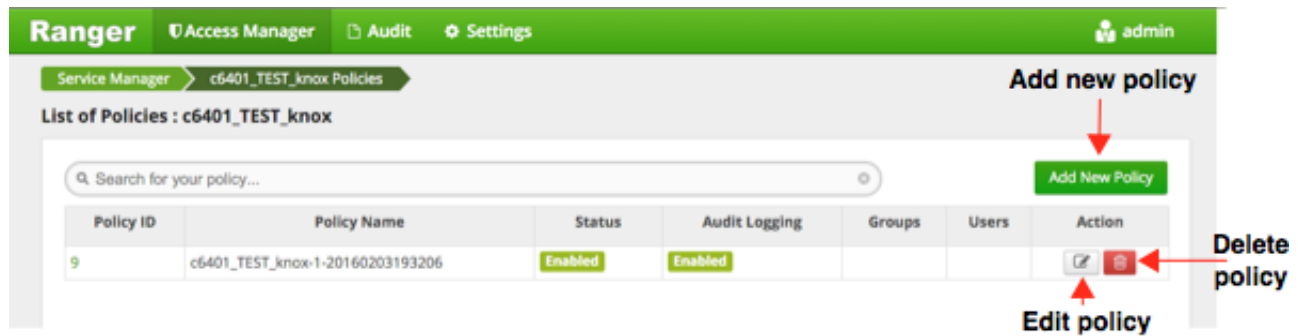 Ranger Access Manager Audit Settings admin
Service Manager c6401_TEST_knox Policies
Add new policy
List of Policies : c6401_TEST_knox
Search for your policy...
Add New Policy
Policy ID Policy Name Status Audit Logging Groups Users Action
9 c6401_TEST_knox-1-20160203193206 Enabled Enabled
Delete
policy
Edit policy